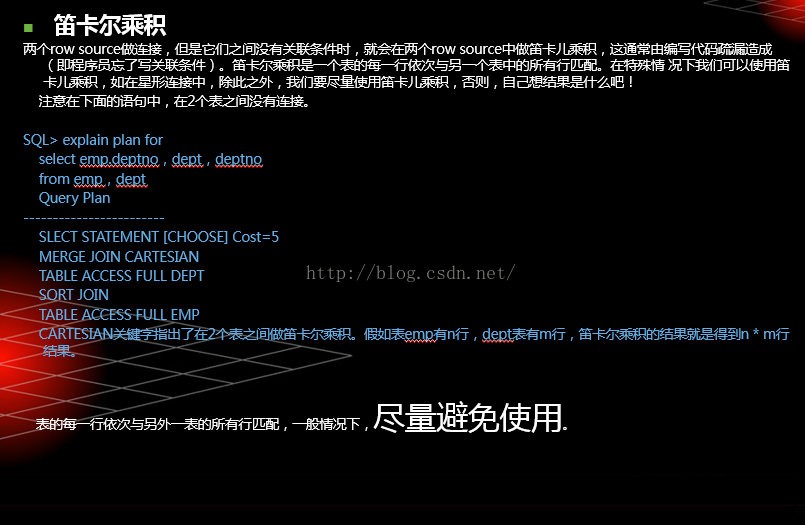 笛卡尔乘积
两个row source做连接，但是它们之间没有关联条件时，就会在两个row source中做笛卡儿乘积，这通常由编写代码疏漏造成
（即程序员忘了写关联条件）。笛卡尔乘积是一个表的每一行依次与另一个表中的所有行匹配。在特殊情 况下我们可以使用笛
卡儿乘积，如在星形连接中，除此之外，我们要尽量使用笛卡儿乘积，否则，自己想结果是什么吧！
注意在下面的语句中，在2个表之间没有连接。
SQL> explain plan for
select emp.deptno，dept，deptno
from emp，dept
Query Plan
------------------------
SLECT STATEMENT [CHOOSE] Cost=5
MERGE JOIN CARTESIAN
TABLE ACCESS FULL DEPT
http://blog.csdn.net/
SORT JOIN
TABLE ACCESS FULL EMP
CARTESIAN关键字指出了在2个表之间做笛卡尔乘积。假如表emp有n行，dept表有m行，笛卡尔乘积的结果就是得到n * m行
结果。
表的每一行依次与另外一表的所有行匹配，一般情况下，尽量避免使用。